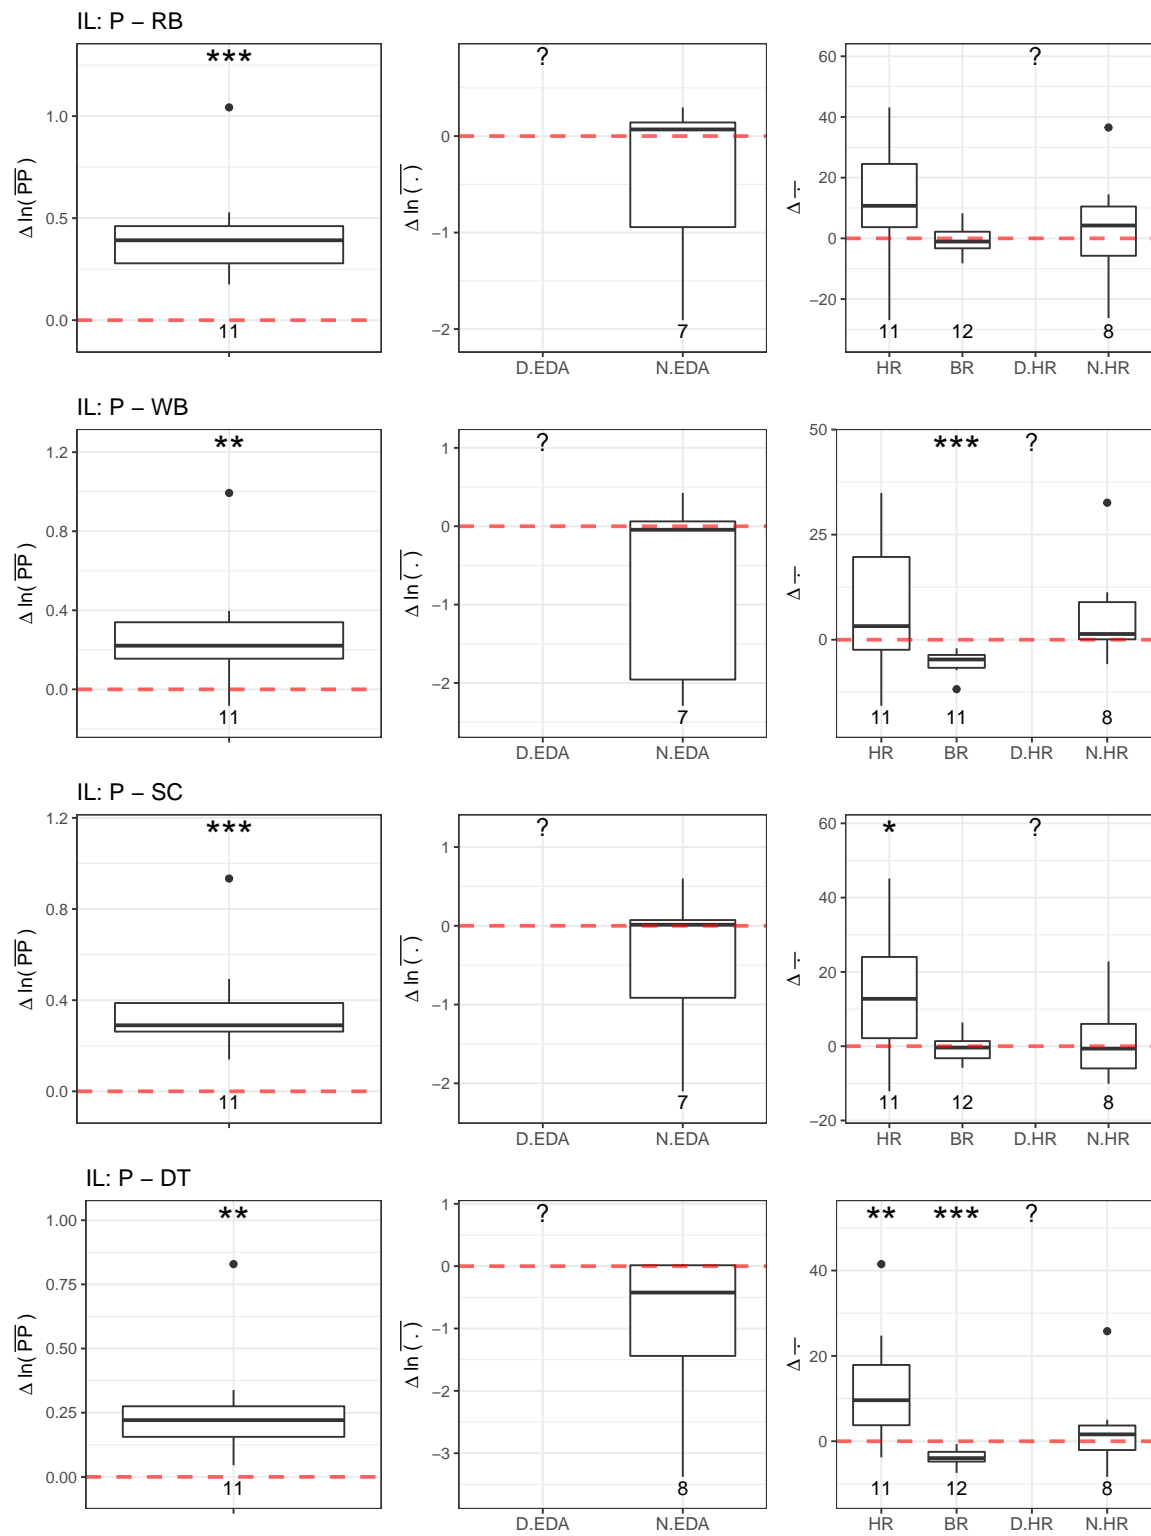 IL: P – RB
***
?
?
1.0
0.5
0.0
Δ ln( PP )
11
0
−1
−2
Δ ln ( . )
7
D.EDA
N.EDA
60
40
20
0
−20
Δ .
11
12
8
HR
BR
D.HR
N.HR
IL: P – WB
**
?
***
?
1.2
0.8
0.4
0.0
Δ ln( PP )
11
1
0
−1
−2
Δ ln ( . )
7
D.EDA
N.EDA
50
25
0
Δ .
11
11
8
HR
BR
D.HR
N.HR
IL: P – SC
***
?
*
?
1.2
0.8
0.4
0.0
Δ ln( PP )
11
1
0
−1
−2
Δ ln ( . )
7
D.EDA
N.EDA
60
40
20
0
−20
Δ .
11
12
8
HR
BR
D.HR
N.HR
IL: P – DT
**
?
**
***
?
1.00
0.75
0.50
0.25
0.00
Δ ln( PP )
11
1
0
−1
−2
−3
Δ ln ( . )
8
D.EDA
N.EDA
40
20
0
Δ .
11
12
8
HR
BR
D.HR
N.HR